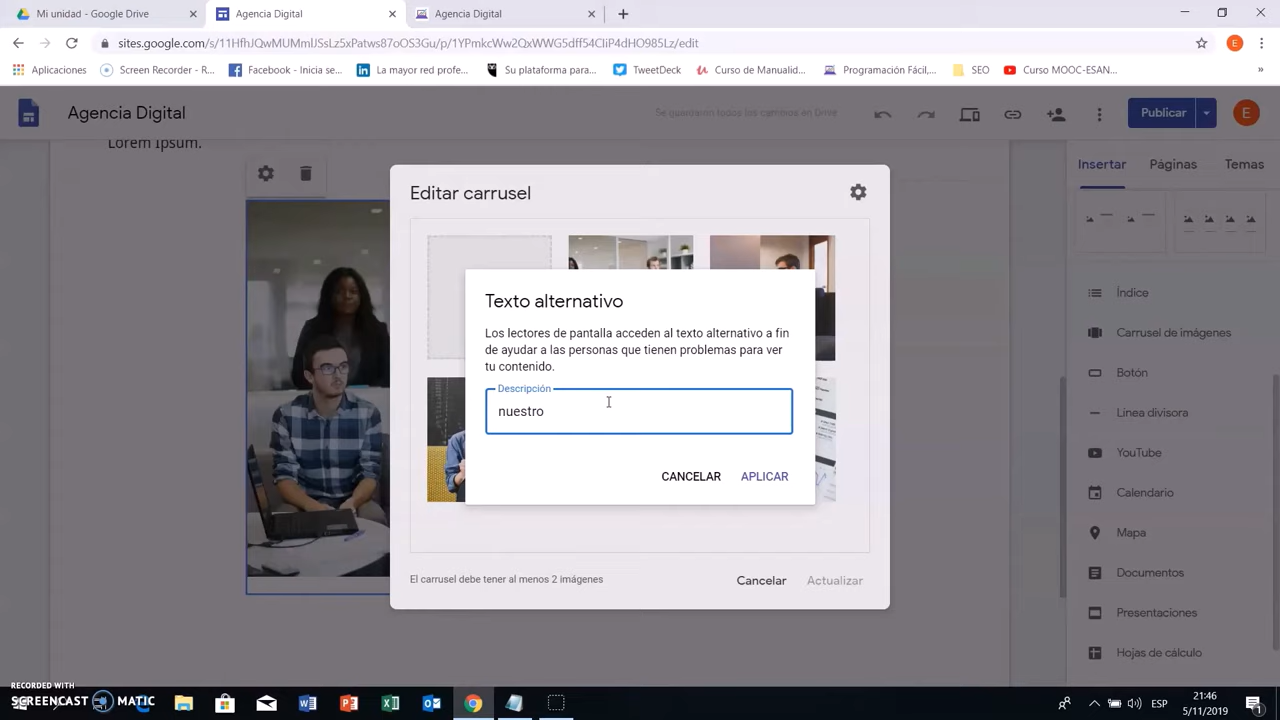 Mi unidad - Google Drive
Agencia Digital
Agencia Digital
sites.google.com/s/11HfhJQwMUMmIJSsLz5xPatws87oOS3Gu/p/1YPmkcWw2QxWWG5dff54CIiP4dHO985Lz/edit
Aplicaciones
Screen Recorder - R...
Facebook - Inicia se...
La mayor red profe...
Su plataforma para...
TweetDeck
Curso de Manualid...
Programación Fácil,...
SEO
Curso MOOC-ESAN...
»
Agencia Digital
Se guardaron todos los cambios en Drive
Publicar
E
Lorem Ipsum.
Insertar
Páginas
Temas
Editar carrusel
Texto alternativo
Los lectores de pantalla acceden al texto alternativo a fin
de ayudar a las personas que tienen problemas para ver
tu contenido.
Descripción
nuestro
CANCELAR
APLICAR
El carrusel debe tener al menos 2 imágenes
Cancelar
Actualizar
Índice
Carrusel de imágenes
Botón
Línea divisora
YouTube
Calendario
Mapa
Documentos
Presentaciones
Hojas de cálculo
RECORDED WITH
SCREENCAST MATIC
ESP
21:46
5/11/2019